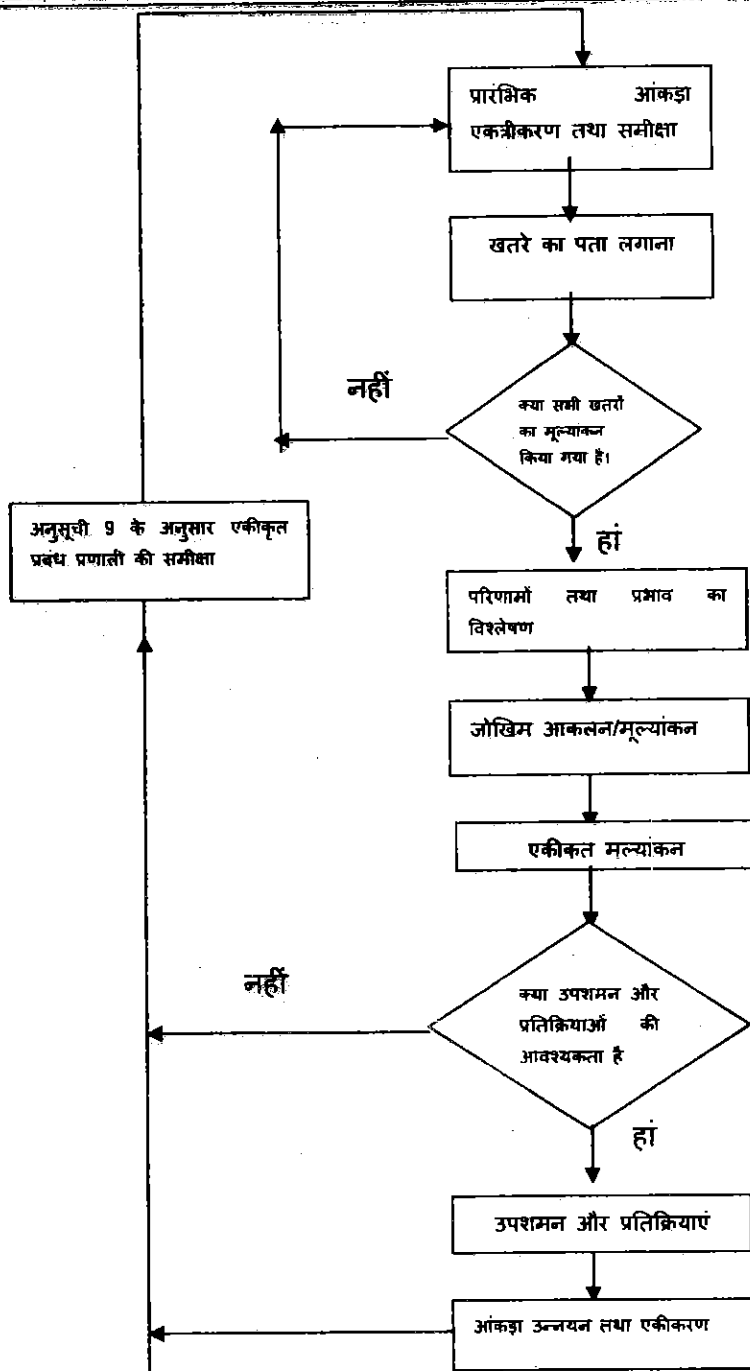 प्रारंभिक आंकड़ा
एकत्रीकरण तथा समीक्षा
खतरे का पता लगाना
नहीं
क्या सभी खतरों
का मूल्यांकन
किया गया है।
अनुसूची 9 के अनुसार एकीकृत
प्रबंध प्रणाली की समीक्षा
हां
परिणामों तथा प्रभाव का
विश्लेषण
जोखिम आकलन/मूल्यांकन
एकीकत मल्यांकन
नहीं
क्या उपशमन और
प्रतिक्रियाओं की
आवश्यकता है
हां
उपशमन और प्रतिक्रियाएं
आंकड़ा उन्नयन तथा एकीकरण